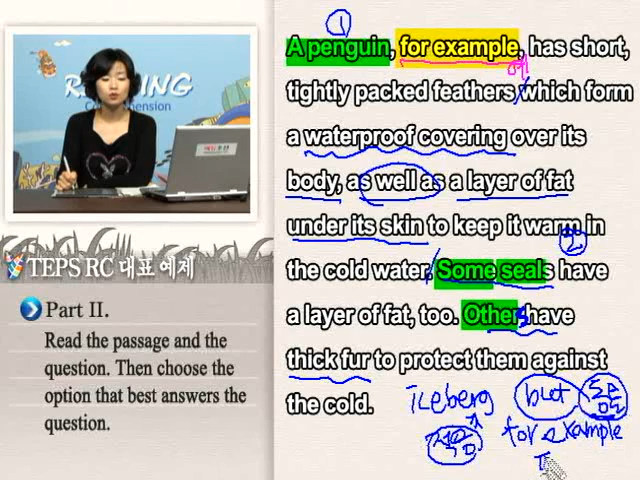 READING
Comprehension
TEPS RC 대표 예제
Part II.
Read the passage and the
question. Then choose the
option that best answers the
question.
1
A penguin, for example, has short,
tightly packed feathers which form
a waterproof covering over its
body, as well as a layer of fat
under its skin to keep it warm in
2
the cold water. Some seals have
a layer of fat, too. Others have
thick fur to protect them against
the cold.
iceberg
but
for example